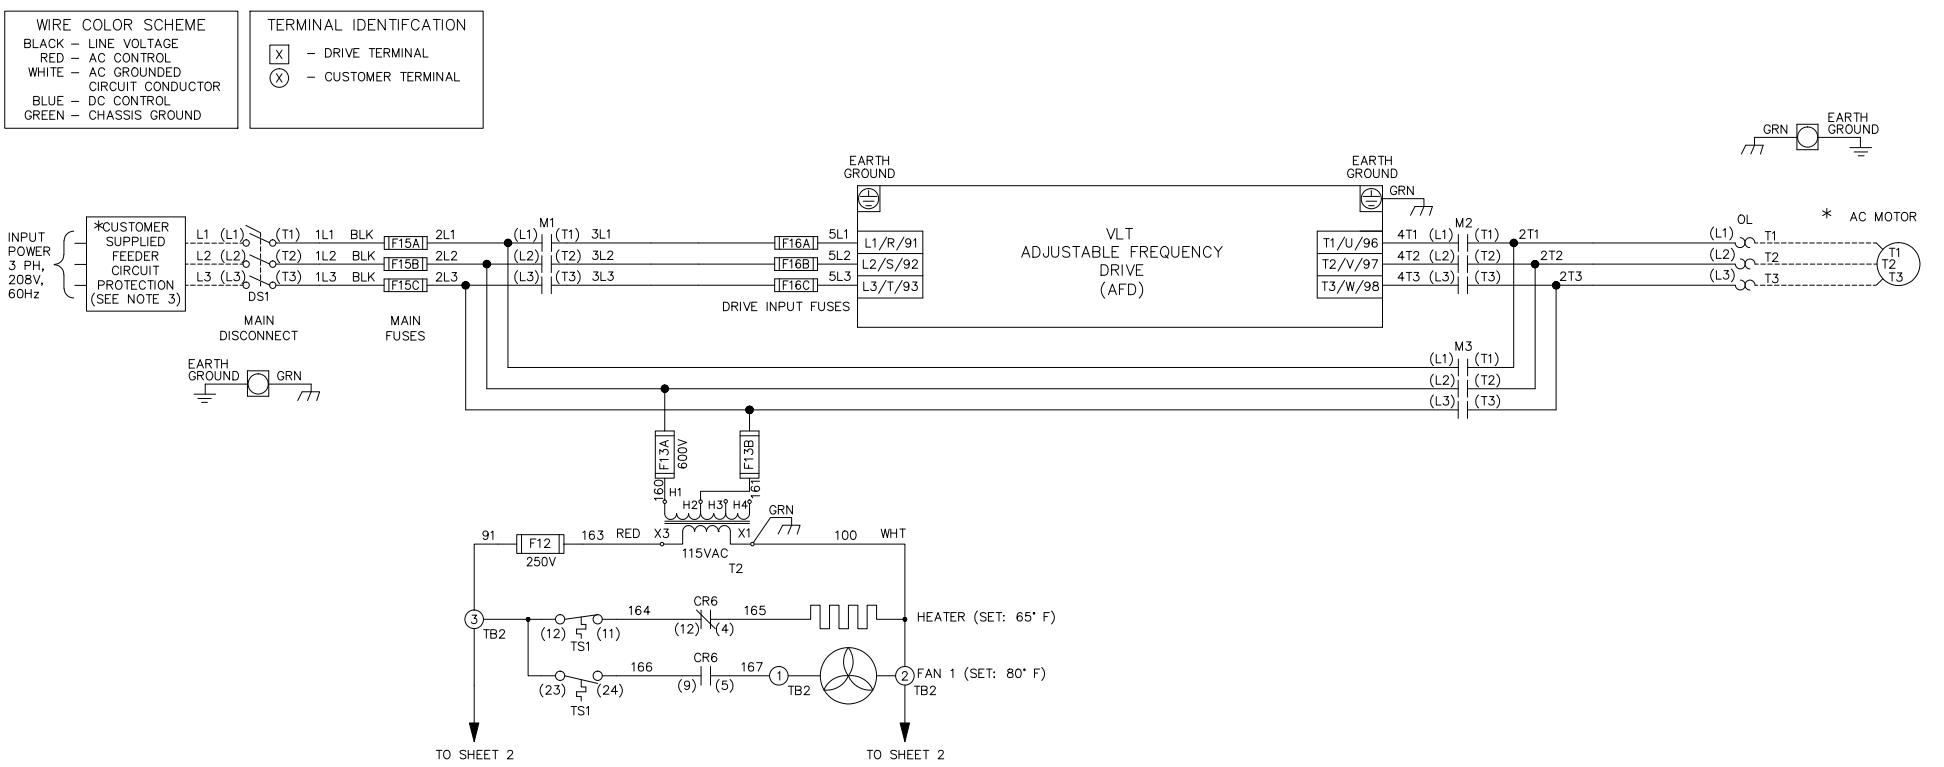 WIRE COLOR SCHEME
BLACK – LINE VOLTAGE
RED – AC CONTROL
WHITE – AC GROUNDED
CIRCUIT CONDUCTOR
BLUE – DC CONTROL
GREEN – CHASSIS GROUND
TERMINAL IDENTIFCATION
X – DRIVE TERMINAL
X – CUSTOMER TERMINAL
GRN
EARTH
GROUND
EARTH
GROUND
EARTH
GROUND
GRN
INPUT
POWER
3 PH,
208V,
60Hz
*CUSTOMER
SUPPLIED
FEEDER
CIRCUIT
PROTECTION
(SEE NOTE 3)
L1 (L1) (T1) 1L1 BLK F15A 2L1 (L1) M1 (T1) 3L1 F16A 5L1 L1/R/91
L2 (L2) (T2) 1L2 BLK F15B 2L2 (L2) (T2) 3L2 F16B 5L2 L2/S/92
L3 (L3) (T3) 1L3 BLK F15C 2L3 (L3) (T3) 3L3 F16C 5L3 L3/T/93
DS1
MAIN
DISCONNECT
MAIN
FUSES
DRIVE INPUT FUSES
VLT
ADJUSTABLE FREQUENCY
DRIVE
(AFD)
T1/U/96 4T1 (L1) M2 (T1) 2T1 (L1) OL T1
T2/V/97 4T2 (L2) (T2) 2T2 (L2) T2
T3/W/98 4T3 (L3) (T3) 2T3 (L3) T3
* AC MOTOR
T1
T2
T3
EARTH
GROUND
GRN
M3
(L1) (T1)
(L2) (T2)
(L3) (T3)
F13A
600V
F13B
160
161
H1
H2 H3 H4
GRN
91 F12 163 RED X3 X1 100 WHT
250V
115VAC
T2
3
TB2
(12) (11)
TS1
164
CR6
(12) (4)
165
HEATER (SET: 65° F)
(23) (24)
TS1
166
CR6
(9) (5)
167
1
TB2
2
TB2
FAN 1 (SET: 80° F)
TO SHEET 2
TO SHEET 2